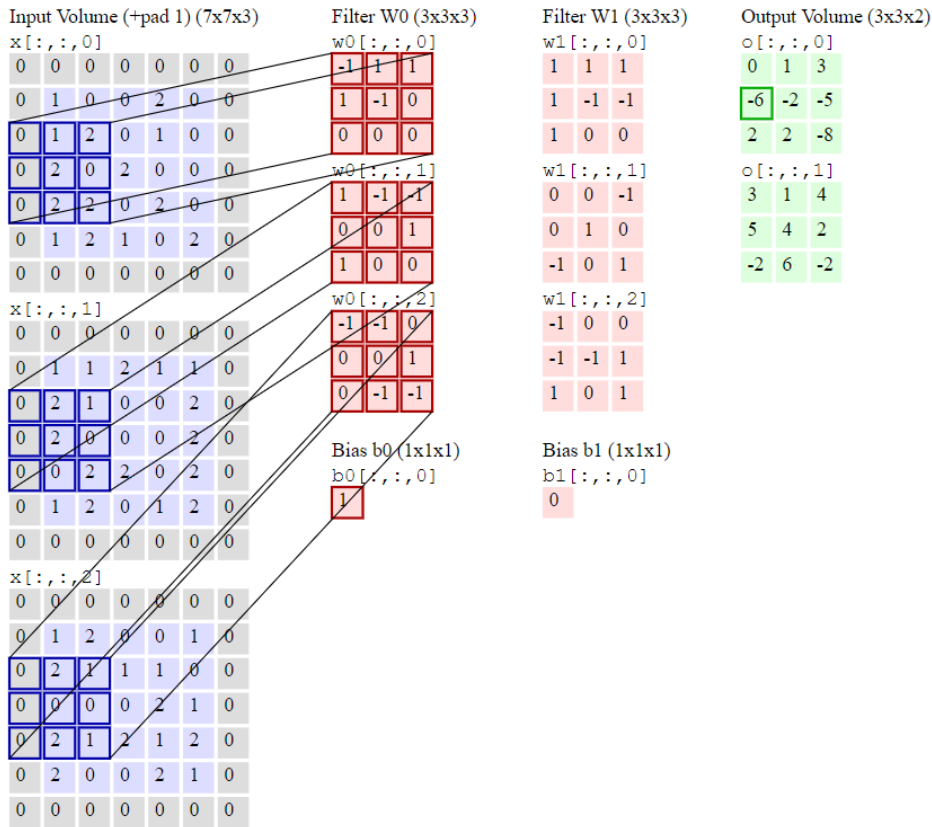 Input Volume (+pad 1) (7x7x3)
x[:,:,0]
0 0 0 0 0 0 0
0 1 0 0 2 0 0
0 1 2 0 1 0 0
0 2 0 2 0 0 0
0 2 2 0 2 0 0
0 1 2 1 0 2 0
0 0 0 0 0 0 0
x[:,:,1]
0 0 0 0 0 0 0
0 1 1 2 1 1 0
0 2 1 0 0 2 0
0 2 0 0 0 2 0
0 0 2 2 0 2 0
0 1 2 0 1 2 0
0 0 0 0 0 0 0
x[:,:,2]
0 0 0 0 0 0 0
0 1 2 0 0 1 0
0 2 1 1 1 0 0
0 0 0 0 2 1 0
0 2 1 2 1 2 0
0 2 0 0 2 1 0
0 0 0 0 0 0 0
Filter W0 (3x3x3)
w0[:,:,0]
-1 1 1
1 -1 0
0 0 0
w0[:,:,1]
1 -1 -1
0 0 1
1 0 0
w0[:,:,2]
-1 -1 0
0 0 1
0 -1 -1
Bias b0 (1x1x1)
b0[:,:,0]
1
Filter W1 (3x3x3)
w1[:,:,0]
1 1 1
1 -1 -1
1 0 0
w1[:,:,1]
0 0 -1
0 1 0
-1 0 1
w1[:,:,2]
-1 0 0
-1 -1 1
1 0 1
Bias b1 (1x1x1)
b1[:,:,0]
0
Output Volume (3x3x2)
o[:,:,0]
0 1 3
-6 -2 -5
2 2 -8
o[:,:,1]
3 1 4
5 4 2
-2 6 -2